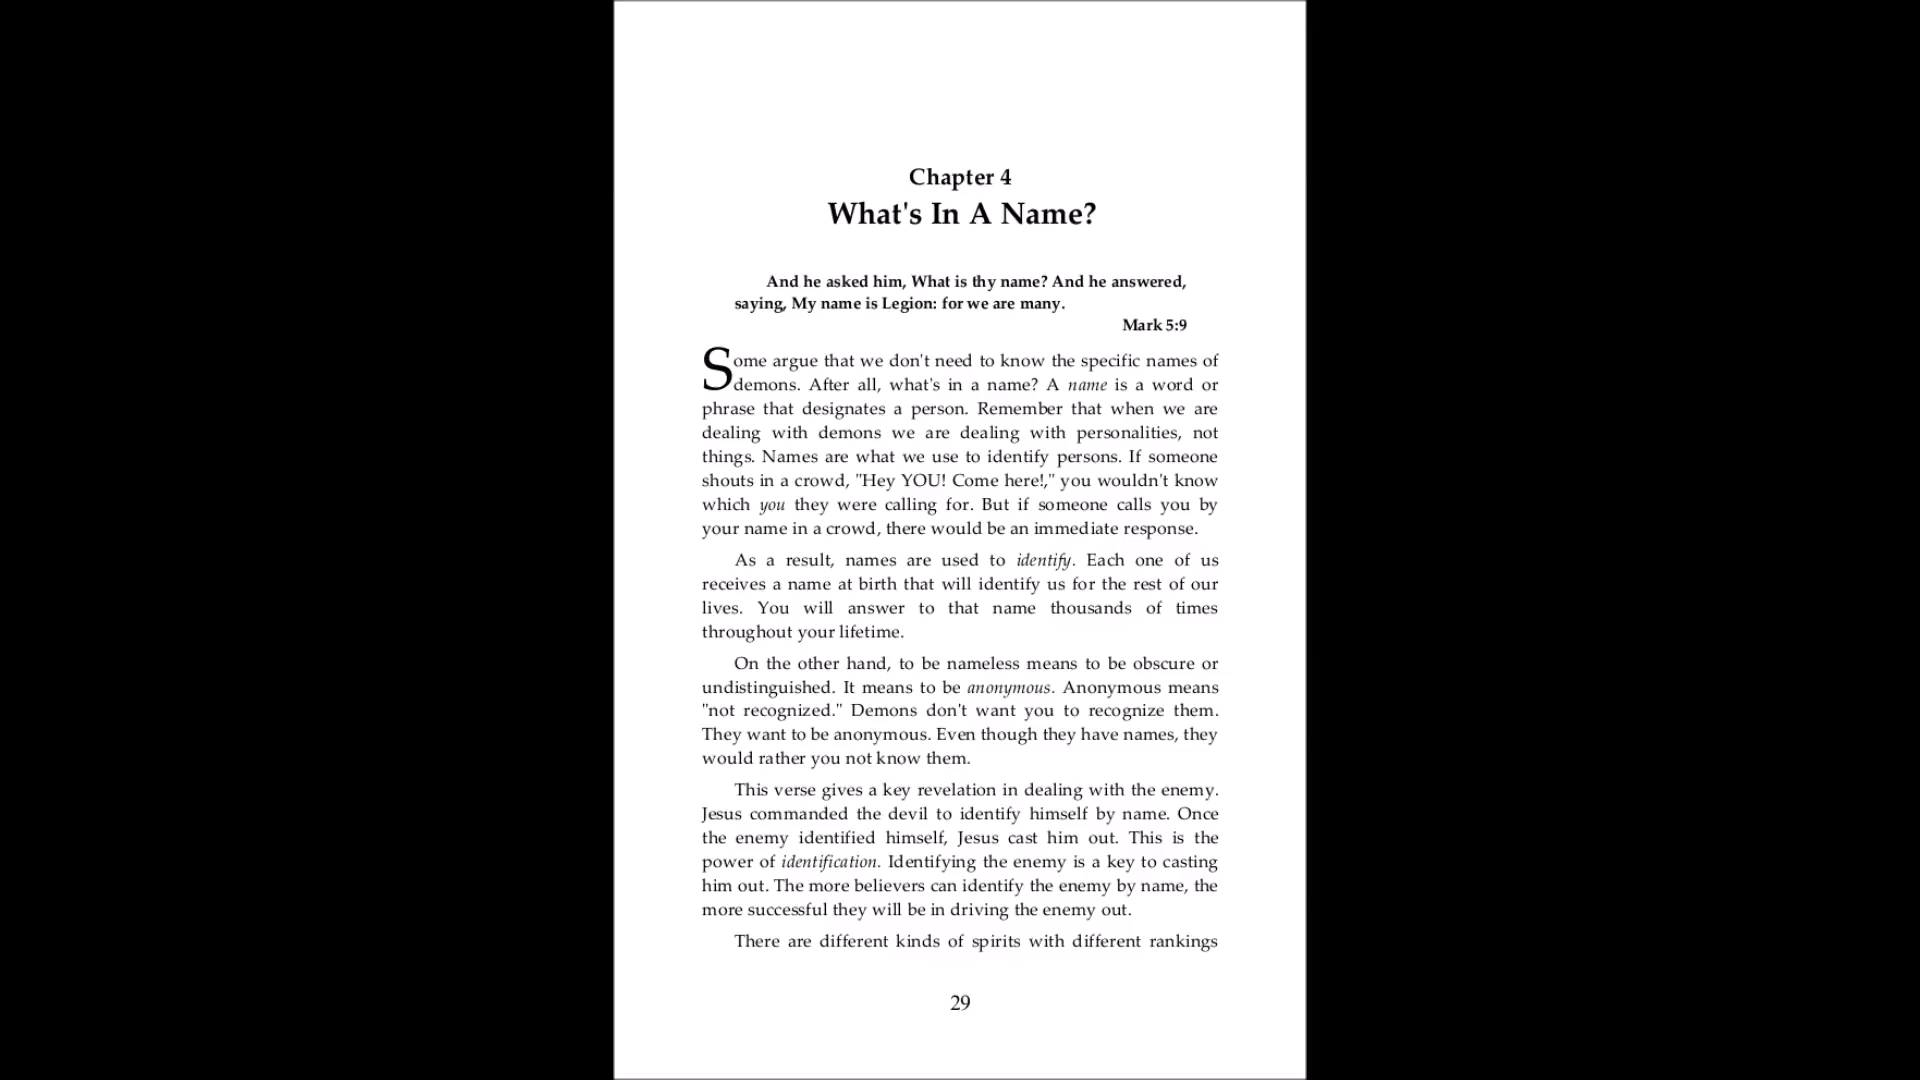 Chapter 4
What's In A Name?
And he asked him, What is thy name? And he answered,
saying, My name is Legion: for we are many.
Mark 5:9
Some argue that we don't need to know the specific names of
demons. After all, what's in a name? A name is a word or
phrase that designates a person. Remember that when we are
dealing with demons we are dealing with personalities, not
things. Names are what we use to identify persons. If someone
shouts in a crowd, "Hey YOU! Come here!," you wouldn't know
which you they were calling for. But if someone calls you by
your name in a crowd, there would be an immediate response.
As a result, names are used to identify. Each one of us
receives a name at birth that will identify us for the rest of our
lives. You will answer to that name thousands of times
throughout your lifetime.
On the other hand, to be nameless means to be obscure or
undistinguished. It means to be anonymous. Anonymous means
"not recognized." Demons don't want you to recognize them.
They want to be anonymous. Even though they have names, they
would rather you not know them.
This verse gives a key revelation in dealing with the enemy.
Jesus commanded the devil to identify himself by name. Once
the enemy identified himself, Jesus cast him out. This is the
power of identification. Identifying the enemy is a key to casting
him out. The more believers can identify the enemy by name, the
more successful they will be in driving the enemy out.
There are different kinds of spirits with different rankings
29